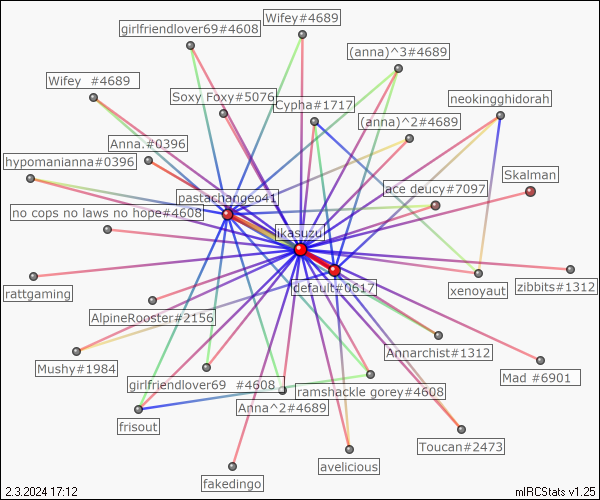 Wifey#4689
girlfriendlover69#4608
(anna)^3#4689
Wifey  #4689
Soxy Foxy#5076
Cypha#1717
neokingghidorah
(anna)^2#4689
Anna.#0396
hypomanianna#0396
Skalman
pastachangeo41
ace deucy#7097
no cops no laws no hope#4608
ikasuzu
default#0617
zibbits#1312
rattgaming
xenoyaut
AlpineRooster#2156
Annarchist#1312
Mushy#1984
Mad #6901
girlfriendlover69  #4608
ramshackle gorey#4608
Anna^2#4689
frisout
Toucan#2473
avelicious
fakedingo
2.3.2024 17:12
mIRCStats v1.25